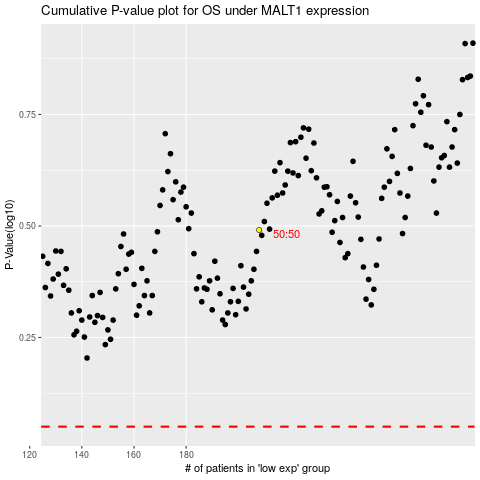 Cumulative P-value plot for OS under MALT1 expression
P-Value(log10)
0.75
0.50
0.25
50:50
120 140 160 180
# of patients in 'low exp' group